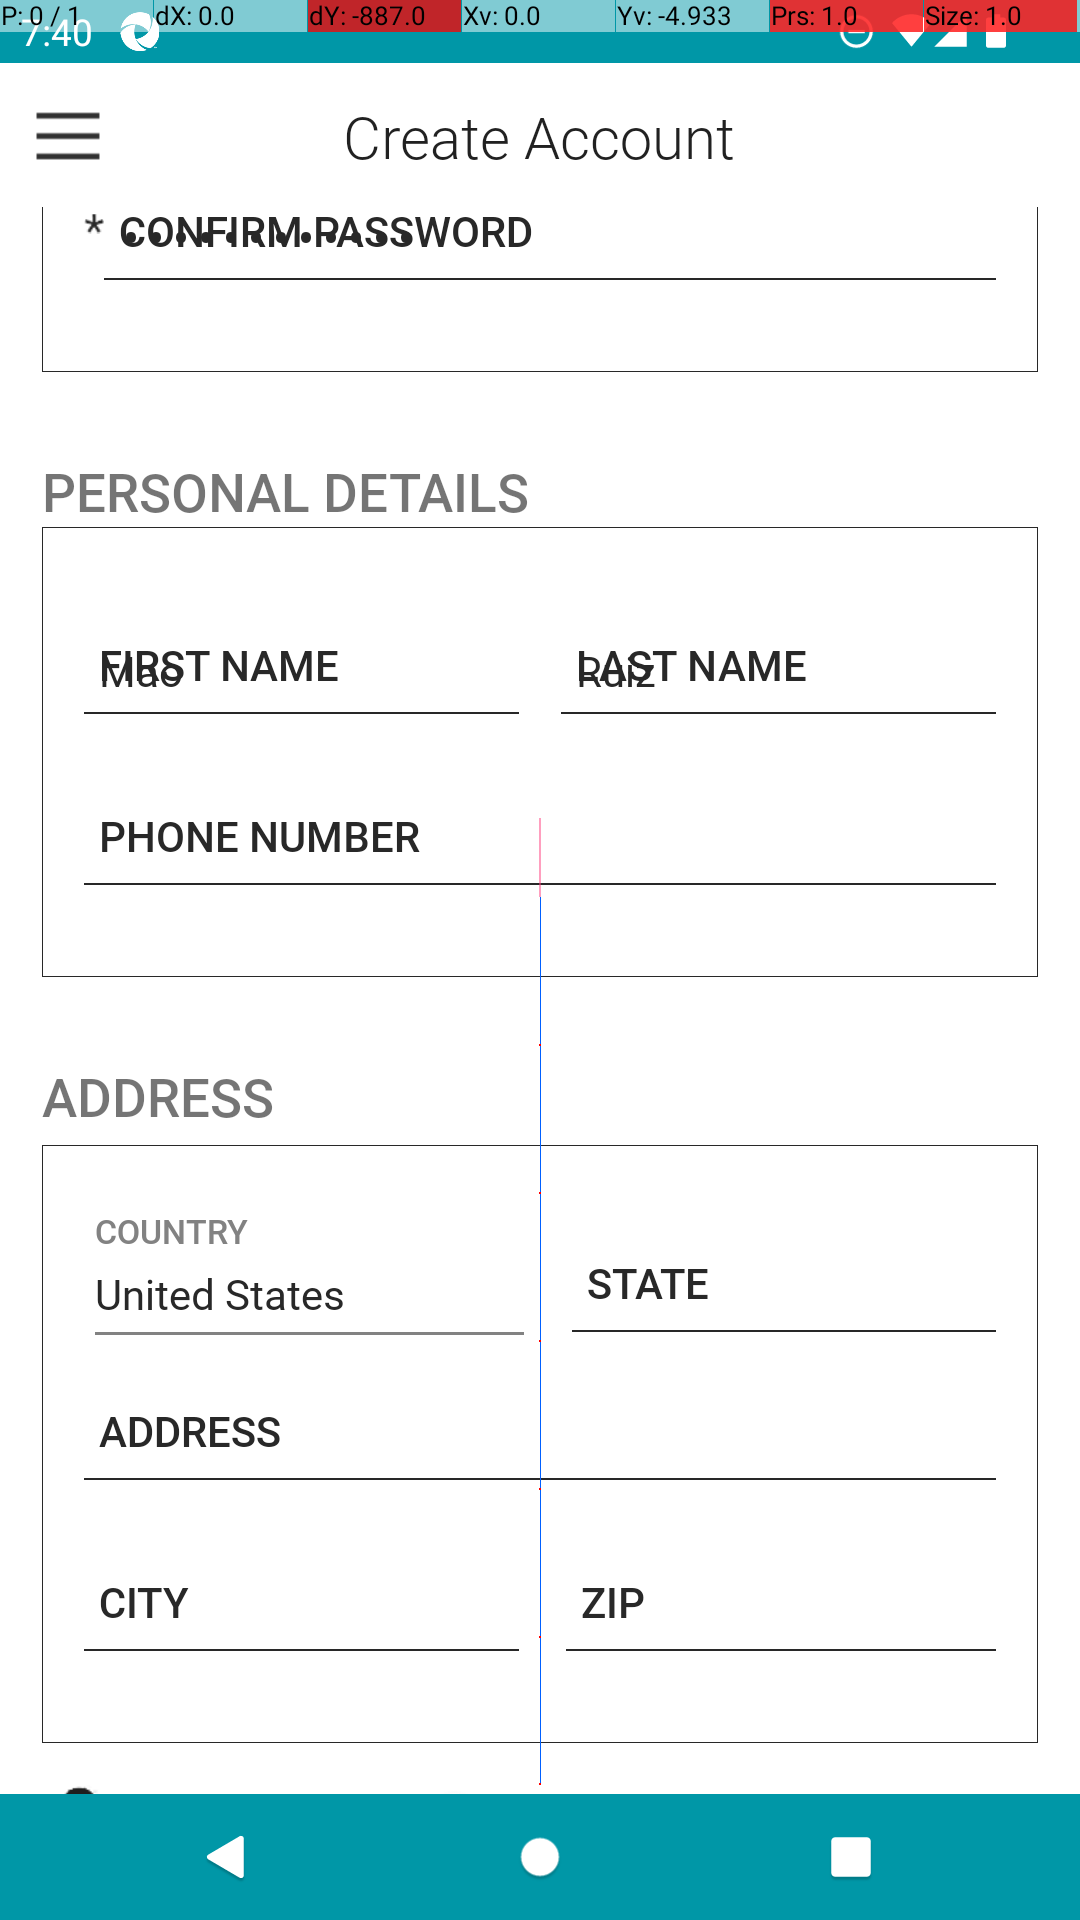 P: 0 / 1 dX: 0.0 dY: -887.0 Xv: 0.0 Yv: -4.933 Prs: 1.0 Size: 1.0
7:40
Create Account
* CONFIRM PASSWORD
••••••••••••
PERSONAL DETAILS
FIRST NAME LAST NAME
Mao Ruiz
PHONE NUMBER
ADDRESS
COUNTRY
United States STATE
ADDRESS
CITY ZIP